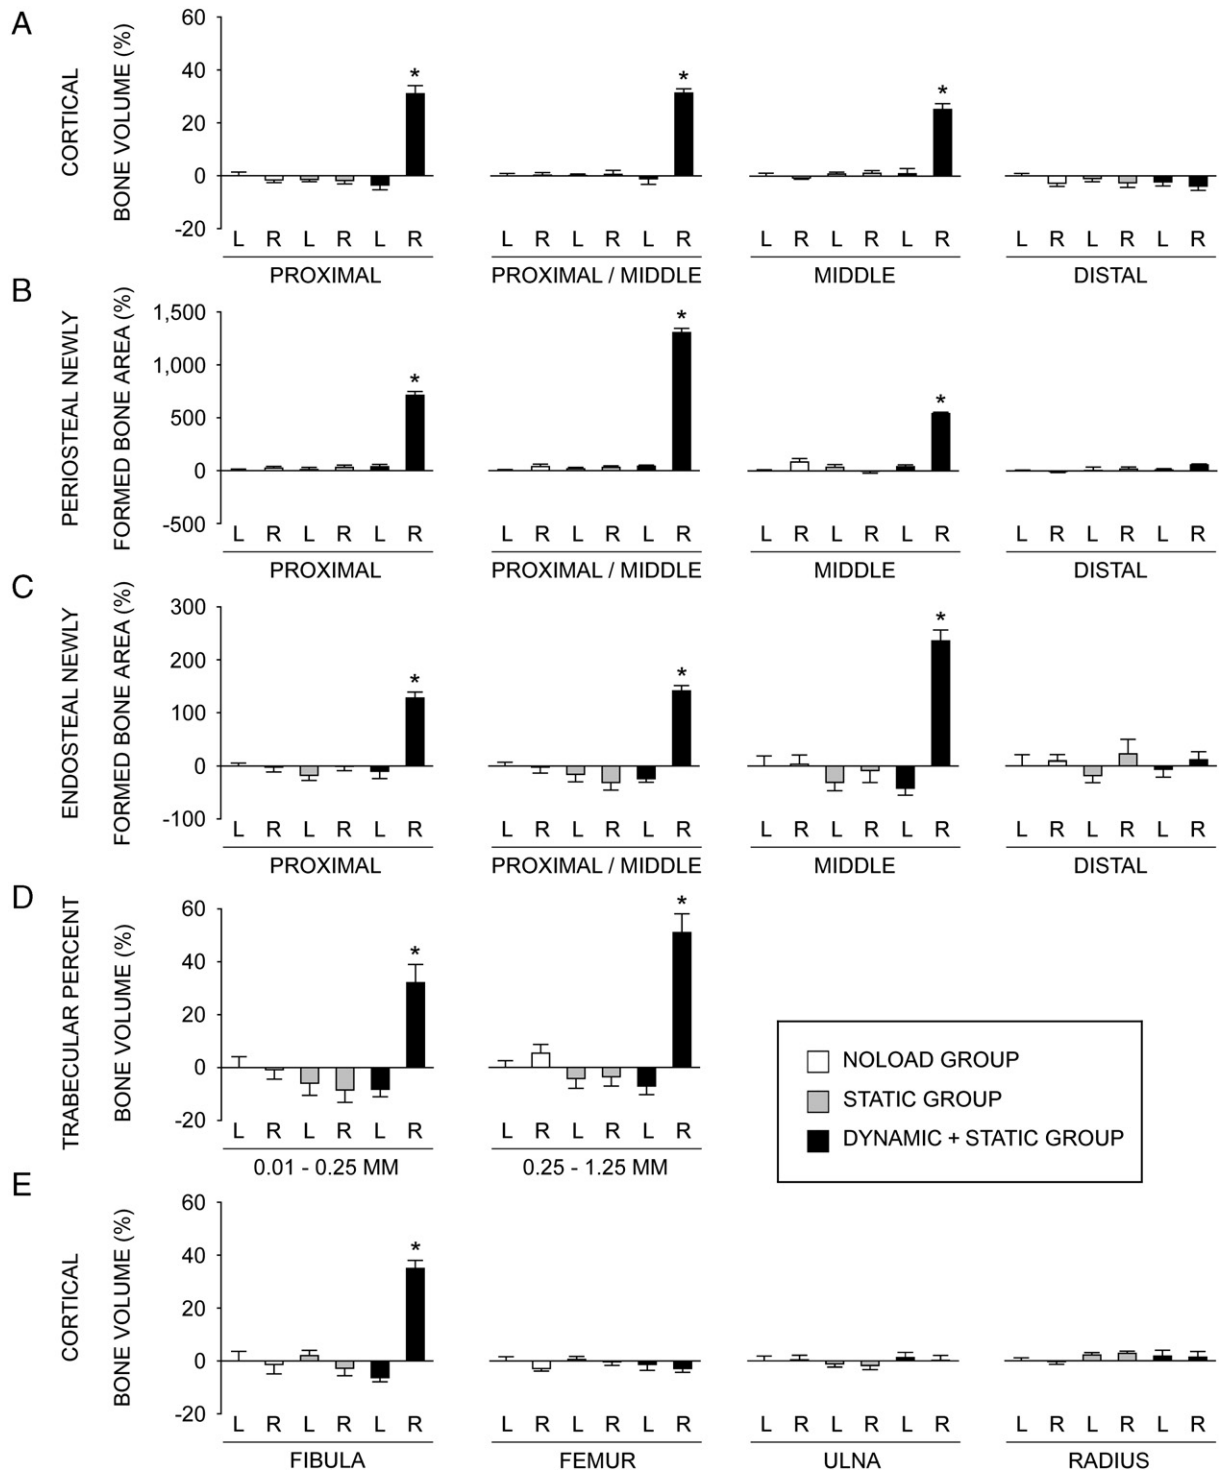 A
CORTICAL
BONE VOLUME (%)
60
40
20
0
-20
*
*
*
L R L R L R
L R L R L R
L R L R L R
L R L R L R
PROXIMAL
PROXIMAL / MIDDLE
MIDDLE
DISTAL
B
PERIOSTEAL NEWLY
FORMED BONE AREA (%)
1,500
1,000
500
0
-500
*
*
*
L R L R L R
L R L R L R
L R L R L R
L R L R L R
PROXIMAL
PROXIMAL / MIDDLE
MIDDLE
DISTAL
C
ENDOSTEAL NEWLY
FORMED BONE AREA (%)
300
200
100
0
-100
*
*
*
L R L R L R
L R L R L R
L R L R L R
L R L R L R
PROXIMAL
PROXIMAL / MIDDLE
MIDDLE
DISTAL
D
TRABECULAR PERCENT
BONE VOLUME (%)
60
40
20
0
-20
*
*
L R L R L R
L R L R L R
0.01 - 0.25 MM
0.25 - 1.25 MM
NOLOAD GROUP
STATIC GROUP
DYNAMIC + STATIC GROUP
E
CORTICAL
BONE VOLUME (%)
60
40
20
0
-20
*
L R L R L R
L R L R L R
L R L R L R
L R L R L R
FIBULA
FEMUR
ULNA
RADIUS